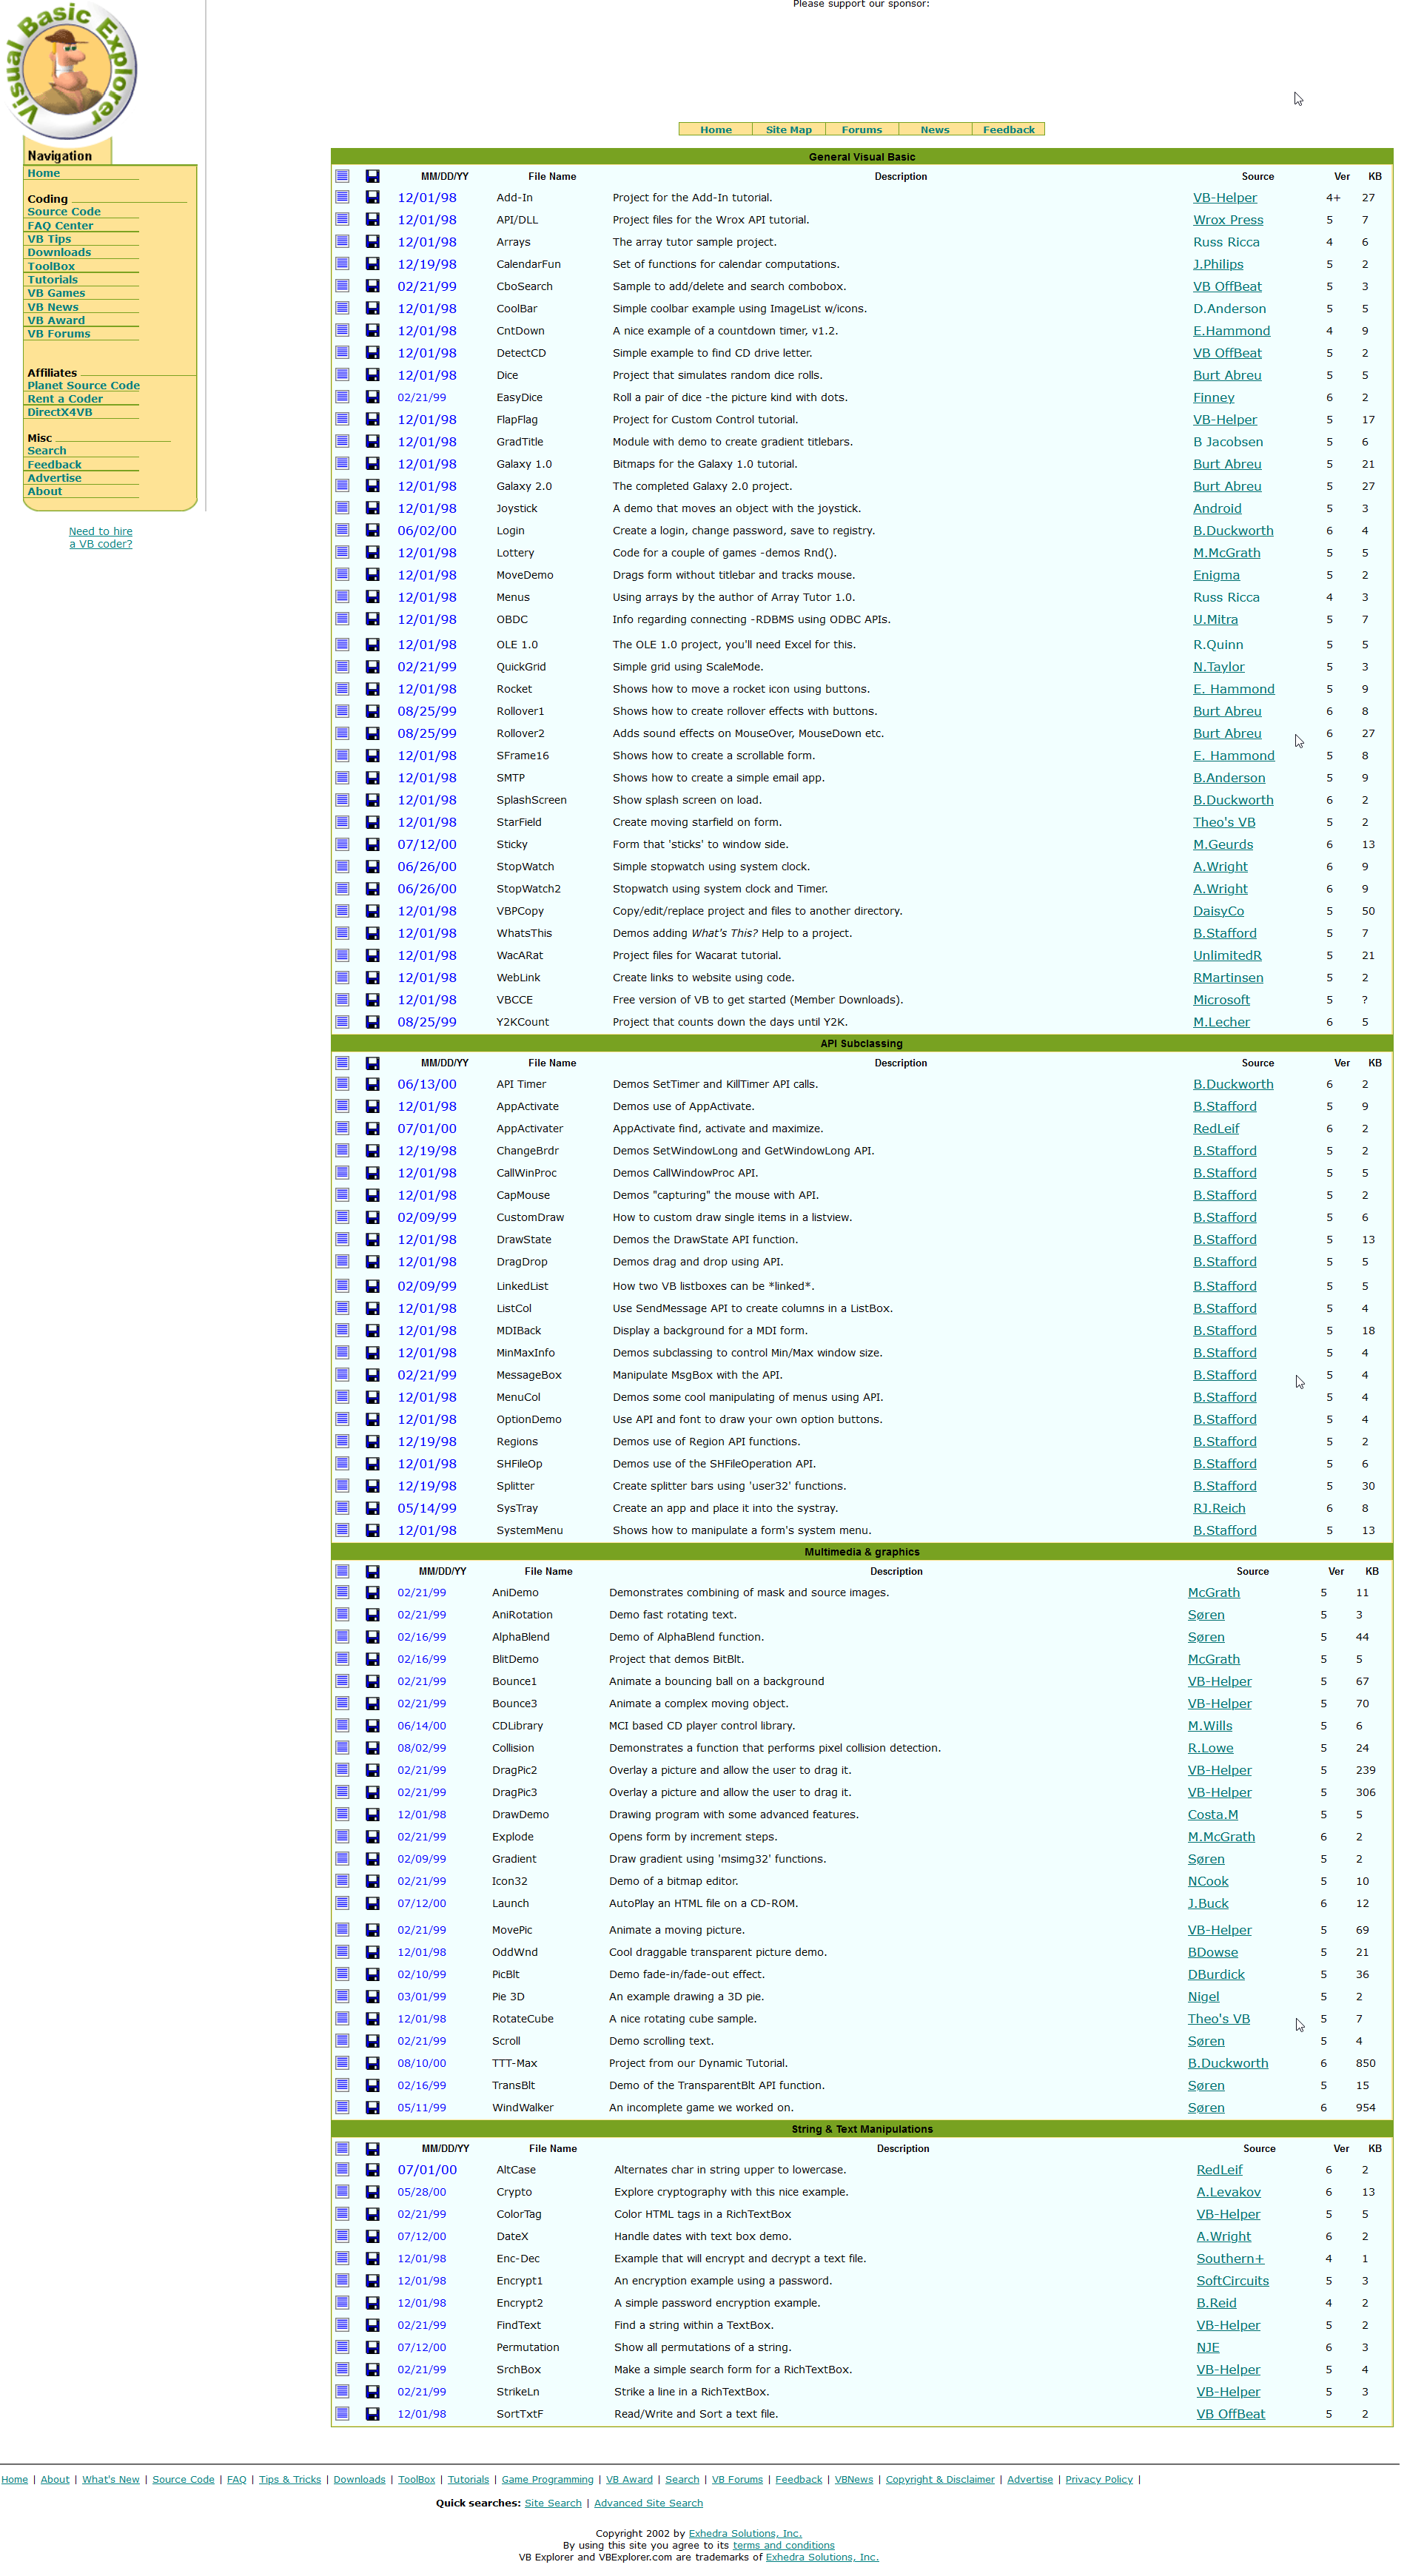 Please support our sponsor:
Visual Basic Explorer
Home Site Map Forums News Feedback
Navigation
Home
Coding
Source Code
FAQ Center
VB Tips
Downloads
ToolBox
Tutorials
VB Games
VB News
VB Award
VB Forums
Affiliates
Planet Source Code
Rent a Coder
DirectX4VB
Misc
Search
Feedback
Advertise
About
Need to hire
a VB coder?
General Visual Basic
MM/DD/YY File Name Description Source Ver KB
12/01/98 Add-In Project for the Add-In tutorial. VB-Helper 4+ 27
12/01/98 API/DLL Project files for the Wrox API tutorial. Wrox Press 5 7
12/01/98 Arrays The array tutor sample project. Russ Ricca 4 6
12/19/98 CalendarFun Set of functions for calendar computations. J.Philips 5 2
02/21/99 CboSearch Sample to add/delete and search combobox. VB OffBeat 5 3
12/01/98 CoolBar Simple coolbar example using ImageList w/icons. D.Anderson 5 5
12/01/98 CntDown A nice example of a countdown timer, v1.2. E.Hammond 4 9
12/01/98 DetectCD Simple example to find CD drive letter. VB OffBeat 5 2
12/01/98 Dice Project that simulates random dice rolls. Burt Abreu 5 5
02/21/99 EasyDice Roll a pair of dice -the picture kind with dots. Finney 6 2
12/01/98 FlapFlag Project for Custom Control tutorial. VB-Helper 5 17
12/01/98 GradTitle Module with demo to create gradient titlebars. B Jacobsen 5 6
12/01/98 Galaxy 1.0 Bitmaps for the Galaxy 1.0 tutorial. Burt Abreu 5 21
12/01/98 Galaxy 2.0 The completed Galaxy 2.0 project. Burt Abreu 5 27
12/01/98 Joystick A demo that moves an object with the joystick. Android 5 3
06/02/00 Login Create a login, change password, save to registry. B.Duckworth 6 4
12/01/98 Lottery Code for a couple of games -demos Rnd(). M.McGrath 5 5
12/01/98 MoveDemo Drags form without titlebar and tracks mouse. Enigma 5 2
12/01/98 Menus Using arrays by the author of Array Tutor 1.0. Russ Ricca 4 3
12/01/98 OBDC Info regarding connecting -RDBMS using ODBC APIs. U.Mitra 5 7
12/01/98 OLE 1.0 The OLE 1.0 project, you'll need Excel for this. R.Quinn 5 5
02/21/99 QuickGrid Simple grid using ScaleMode. N.Taylor 5 3
12/01/98 Rocket Shows how to move a rocket icon using buttons. E. Hammond 5 9
08/25/99 Rollover1 Shows how to create rollover effects with buttons. Burt Abreu 6 8
08/25/99 Rollover2 Adds sound effects on MouseOver, MouseDown etc. Burt Abreu 6 27
12/01/98 SFrame16 Shows how to create a scrollable form. E. Hammond 5 8
12/01/98 SMTP Shows how to create a simple email app. B.Anderson 5 9
12/01/98 SplashScreen Show splash screen on load. B.Duckworth 6 2
12/01/98 StarField Create moving starfield on form. Theo's VB 5 2
07/12/00 Sticky Form that 'sticks' to window side. M.Geurds 6 13
06/26/00 StopWatch Simple stopwatch using system clock. A.Wright 6 9
06/26/00 StopWatch2 Stopwatch using system clock and Timer. A.Wright 6 9
12/01/98 VBPCopy Copy/edit/replace project and files to another directory. DaisyCo 5 50
12/01/98 WhatsThis Demos adding What's This? Help to a project. B.Stafford 5 7
12/01/98 WacARat Project files for Wacarat tutorial. UnlimitedR 5 21
12/01/98 WebLink Create links to website using code. RMartinsen 5 2
12/01/98 VBCCE Free version of VB to get started (Member Downloads). Microsoft 5 ?
08/25/99 Y2KCount Project that counts down the days until Y2K. M.Lecher 6 5
API Subclassing
MM/DD/YY File Name Description Source Ver KB
06/13/00 API Timer Demos SetTimer and KillTimer API calls. B.Duckworth 6 2
12/01/98 AppActivate Demos use of AppActivate. B.Stafford 5 9
07/01/00 AppActivater AppActivate find, activate and maximize. RedLeif 6 2
12/19/98 ChangeBrdr Demos SetWindowLong and GetWindowLong API. B.Stafford 5 2
12/01/98 CallWinProc Demos CallWindowProc API. B.Stafford 5 5
12/01/98 CapMouse Demos "capturing" the mouse with API. B.Stafford 5 2
02/09/99 CustomDraw How to custom draw single items in a listview. B.Stafford 5 6
12/01/98 DrawState Demos the DrawState API function. B.Stafford 5 13
12/01/98 DragDrop Demos drag and drop using API. B.Stafford 5 5
02/09/99 LinkedList How two VB listboxes can be *linked*. B.Stafford 5 5
12/01/98 ListCol Use SendMessage API to create columns in a ListBox. B.Stafford 5 4
12/01/98 MDIBack Display a background for a MDI form. B.Stafford 5 18
12/01/98 MinMaxInfo Demos subclassing to control Min/Max window size. B.Stafford 5 4
02/21/99 MessageBox Manipulate MsgBox with the API. B.Stafford 5 4
12/01/98 MenuCol Demos some cool manipulating of menus using API. B.Stafford 5 4
12/01/98 OptionDemo Use API and font to draw your own option buttons. B.Stafford 5 4
12/19/98 Regions Demos use of Region API functions. B.Stafford 5 2
12/01/98 SHFileOp Demos use of the SHFileOperation API. B.Stafford 5 6
12/19/98 Splitter Create splitter bars using 'user32' functions. B.Stafford 5 30
05/14/99 SysTray Create an app and place it into the systray. RJ.Reich 6 8
12/01/98 SystemMenu Shows how to manipulate a form's system menu. B.Stafford 5 13
Multimedia & graphics
MM/DD/YY File Name Description Source Ver KB
02/21/99 AniDemo Demonstrates combining of mask and source images. McGrath 5 11
02/21/99 AniRotation Demo fast rotating text. Søren 5 3
02/16/99 AlphaBlend Demo of AlphaBlend function. Søren 5 44
02/16/99 BlitDemo Project that demos BitBlt. McGrath 5 5
02/21/99 Bounce1 Animate a bouncing ball on a background VB-Helper 5 67
02/21/99 Bounce3 Animate a complex moving object. VB-Helper 5 70
06/14/00 CDLibrary MCI based CD player control library. M.Wills 5 6
08/02/99 Collision Demonstrates a function that performs pixel collision detection. R.Lowe 5 24
02/21/99 DragPic2 Overlay a picture and allow the user to drag it. VB-Helper 5 239
02/21/99 DragPic3 Overlay a picture and allow the user to drag it. VB-Helper 5 306
12/01/98 DrawDemo Drawing program with some advanced features. Costa.M 5 5
02/21/99 Explode Opens form by increment steps. M.McGrath 6 2
02/09/99 Gradient Draw gradient using 'msimg32' functions. Søren 5 2
02/21/99 Icon32 Demo of a bitmap editor. NCook 5 10
07/12/00 Launch AutoPlay an HTML file on a CD-ROM. J.Buck 6 12
02/21/99 MovePic Animate a moving picture. VB-Helper 5 69
12/01/98 OddWnd Cool draggable transparent picture demo. BDowse 5 21
02/10/99 PicBlt Demo fade-in/fade-out effect. DBurdick 5 36
03/01/99 Pie 3D An example drawing a 3D pie. Nigel 5 2
12/01/98 RotateCube A nice rotating cube sample. Theo's VB 5 7
02/21/99 Scroll Demo scrolling text. Søren 5 4
08/10/00 TTT-Max Project from our Dynamic Tutorial. B.Duckworth 6 850
02/16/99 TransBlt Demo of the TransparentBlt API function. Søren 5 15
05/11/99 WindWalker An incomplete game we worked on. Søren 6 954
String & Text Manipulations
MM/DD/YY File Name Description Source Ver KB
07/01/00 AltCase Alternates char in string upper to lowercase. RedLeif 6 2
05/28/00 Crypto Explore cryptography with this nice example. A.Levakov 6 13
02/21/99 ColorTag Color HTML tags in a RichTextBox VB-Helper 5 5
07/12/00 DateX Handle dates with text box demo. A.Wright 6 2
12/01/98 Enc-Dec Example that will encrypt and decrypt a text file. Southern+ 4 1
12/01/98 Encrypt1 An encryption example using a password. SoftCircuits 5 3
12/01/98 Encrypt2 A simple password encryption example. B.Reid 4 2
02/21/99 FindText Find a string within a TextBox. VB-Helper 5 2
07/12/00 Permutation Show all permutations of a string. NJE 6 3
02/21/99 SrchBox Make a simple search form for a RichTextBox. VB-Helper 5 4
02/21/99 StrikeLn Strike a line in a RichTextBox. VB-Helper 5 3
12/01/98 SortTxtF Read/Write and Sort a text file. VB OffBeat 5 2
Home | About | What's New | Source Code | FAQ | Tips & Tricks | Downloads | ToolBox | Tutorials | Game Programming | VB Award | Search | VB Forums | Feedback | VBNews | Copyright & Disclaimer | Advertise | Privacy Policy |
Quick searches: Site Search | Advanced Site Search
Copyright 2002 by Exhedra Solutions, Inc.
By using this site you agree to its terms and conditions
VB Explorer and VBExplorer.com are trademarks of Exhedra Solutions, Inc.